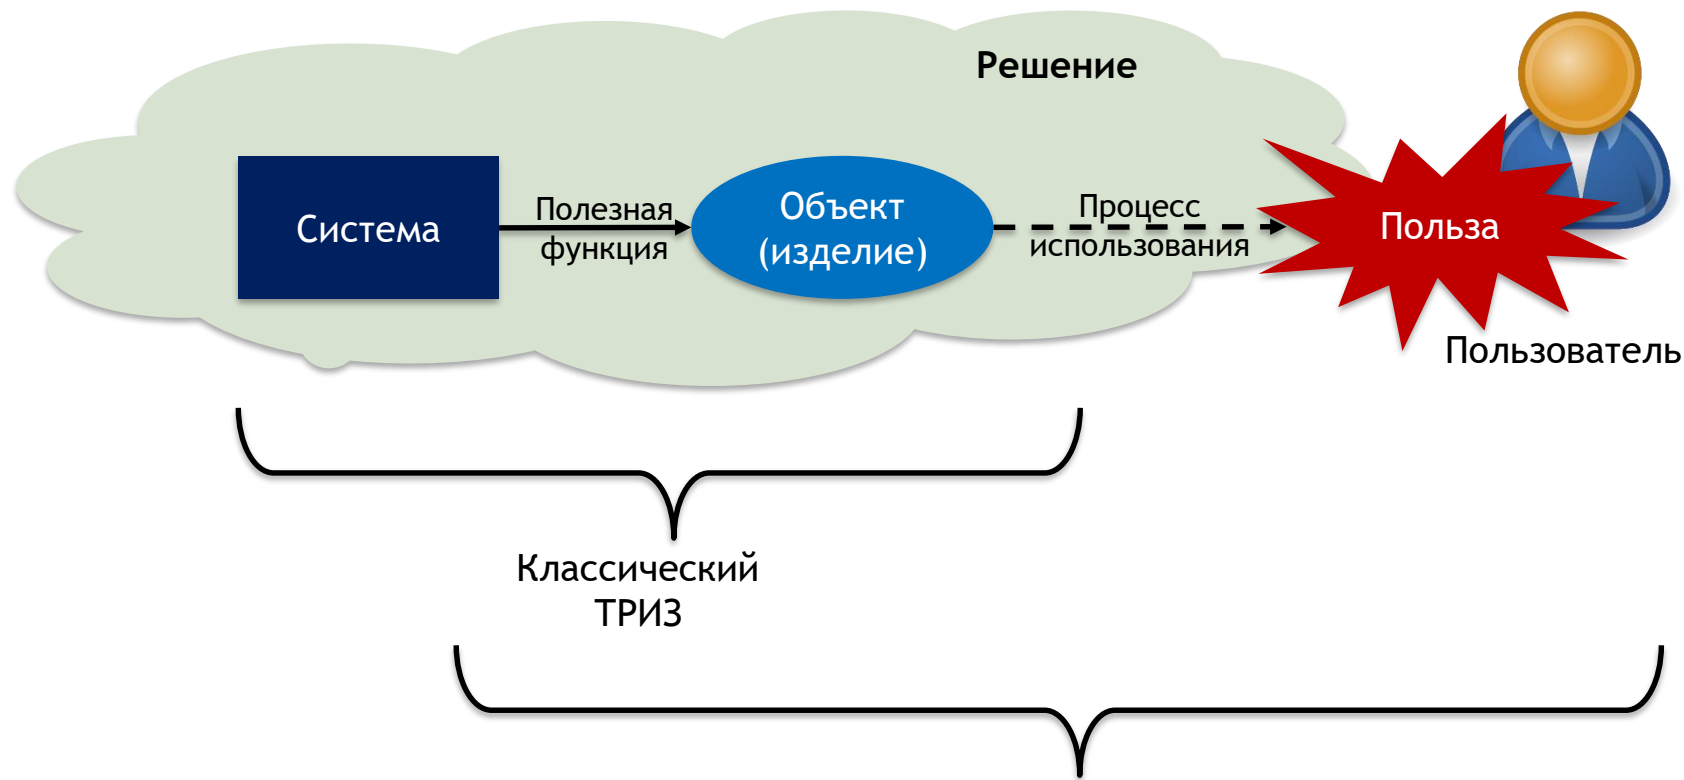 Решение
Система
Полезная
функция
Объект
(изделие)
Процесс
использования
Польза
Пользователь
Классический
ТРИЗ